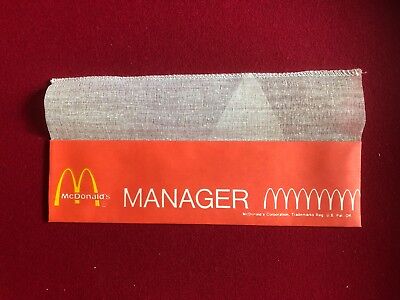 McDonald's
MANAGER
McDonald's Corporation, Trademarks Reg. U.S. Pat. Off.